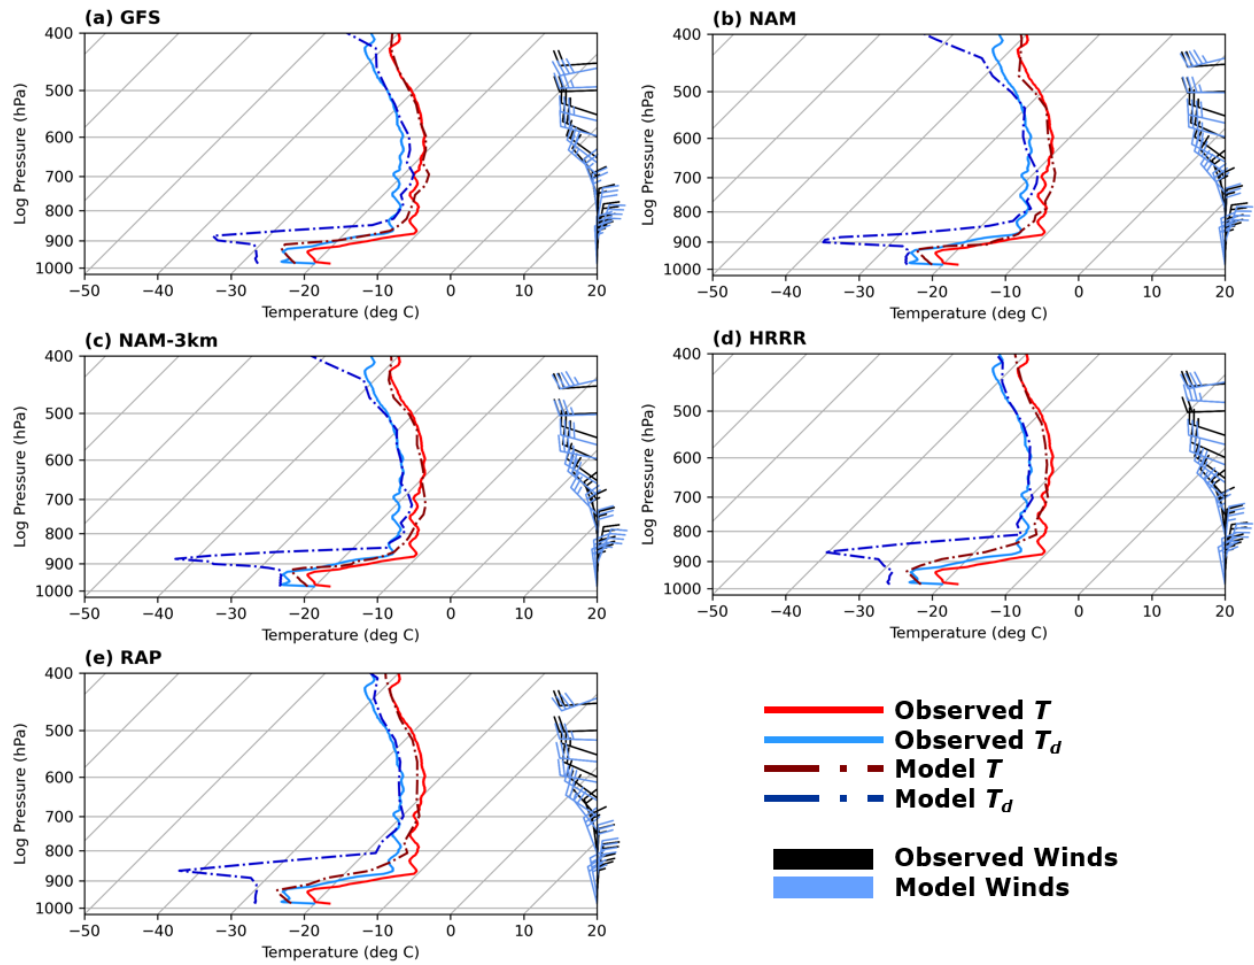 (a) GFS
400
500
600
700
800
900
1000
Log Pressure (hPa)
−50 −40 −30 −20 −10 0 10 20
Temperature (deg C)
(b) NAM
400
500
600
700
800
900
1000
Log Pressure (hPa)
−50 −40 −30 −20 −10 0 10 20
Temperature (deg C)
(c) NAM-3km
400
500
600
700
800
900
1000
Log Pressure (hPa)
−50 −40 −30 −20 −10 0 10 20
Temperature (deg C)
(d) HRRR
400
500
600
700
800
900
1000
Log Pressure (hPa)
−50 −40 −30 −20 −10 0 10 20
Temperature (deg C)
(e) RAP
400
500
600
700
800
900
1000
Log Pressure (hPa)
−50 −40 −30 −20 −10 0 10 20
Temperature (deg C)
Observed T
Observed Td
Model T
Model Td
Observed Winds
Model Winds